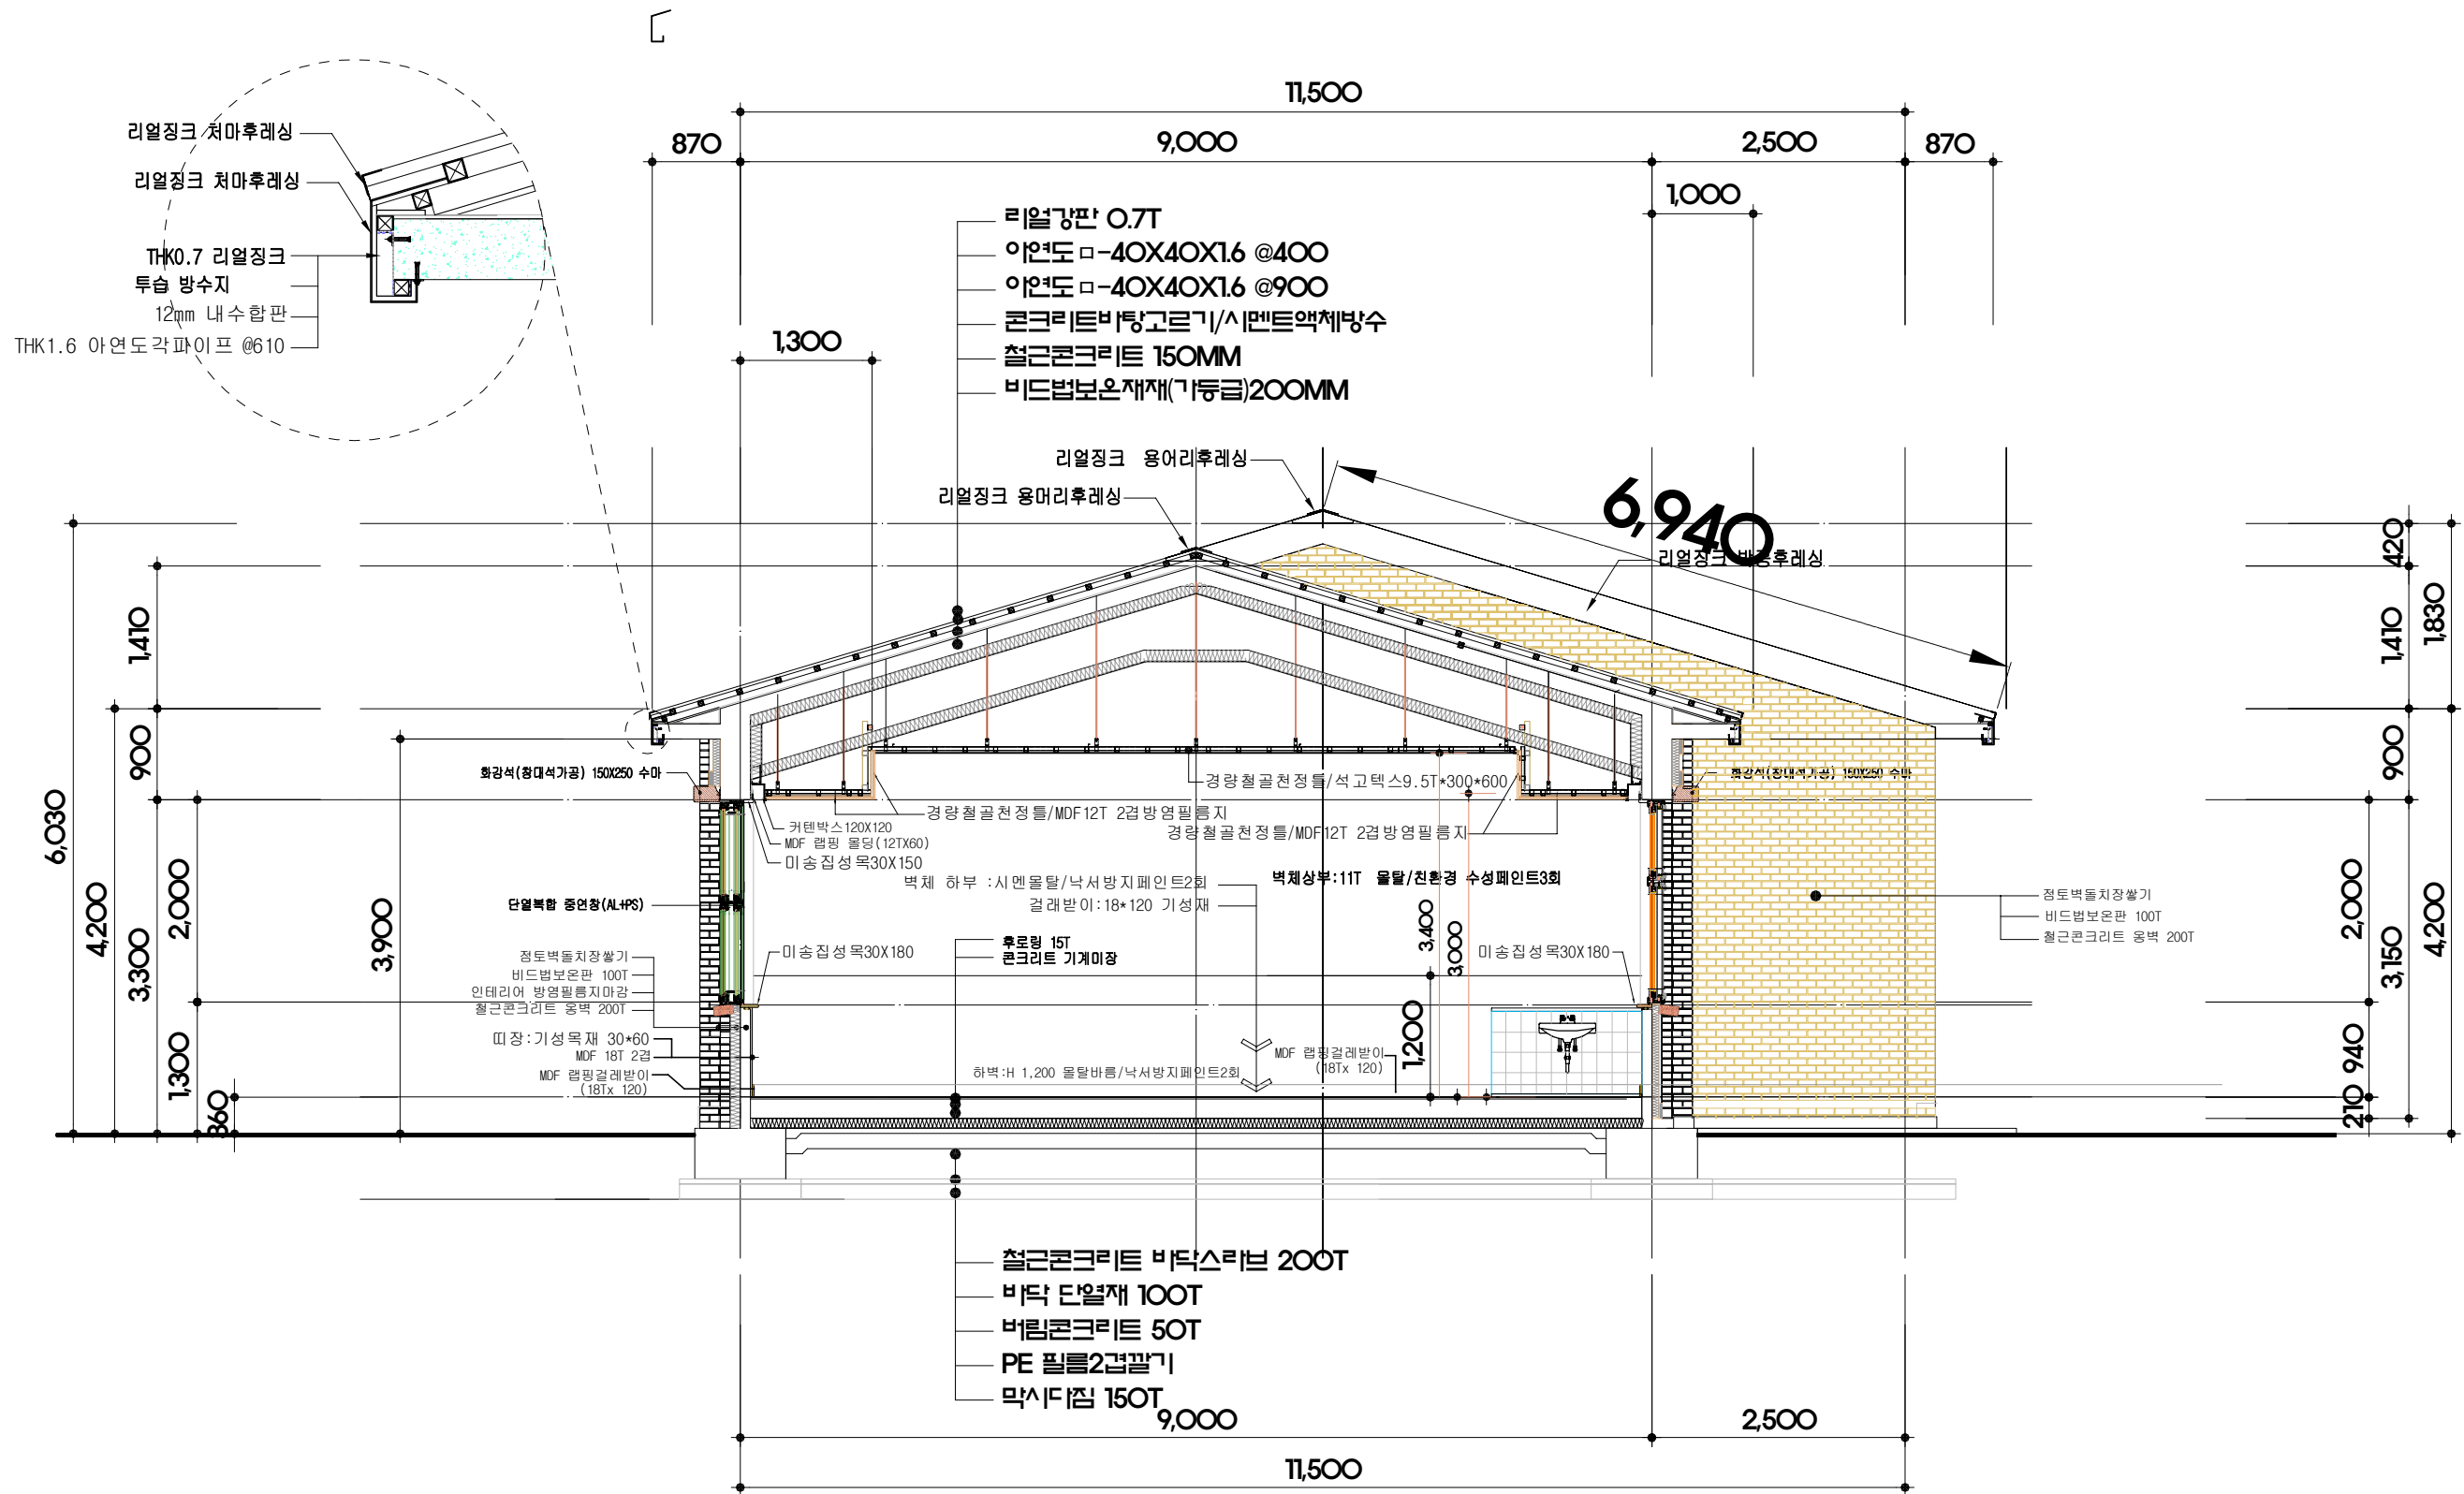 11,500
870
9,000
2,500
870
1,000
리얼징크 처마후레싱
리얼징크 처마후레싱
THK0.7 리얼징크
투습 방수지
12mm 내수합판
THK1.6 아연도각파이프 @610
리얼강판 0.7T
아연도 ㅁ-40X40X1.6 @400
아연도 ㅁ-40X40X1.6 @900
콘크리트바탕고르기/시멘트액체방수
철근콘크리트 150MM
비드법보온재재(가등급)200MM
1,300
리얼징크 용어리후레싱
리얼징크 용머리후레싱
6,940
420
1,410
1,410
1,830
900
화강석(창대석가공) 150X250 수마
경량철골천정틀/석고텍스9.5T*300*600
900
경량철골천정틀/MDF12T 2겹방염필름지
경량철골천정틀/MDF12T 2겹방염필름지
커텐박스120X120
MDF 랩핑 몰딩(12TX60)
미송집성목30X150
6,030
4,200
3,300
2,000
3,900
벽체 하부 :시멘몰탈/낙서방지페인트2회
걸래받이:18*120 기성재
벽체상부:11T 몰탈/친환경 수성페인트3회
단열복합 중연창(AL+PS)
점토벽돌치장쌓기
비드법보온판 100T
철근콘크리트 옹벽 200T
2,000
3,150
4,200
3,400
3,000
후로링 15T
콘크리트 기계미장
미송집성목30X180
미송집성목30X180
점토벽돌치장쌓기
비드법보온판 100T
인테리어 방염필름지마감
철근콘크리트 옹벽 200T
띠장:기성목재 30*60
MDF 18T 2겹
MDF 랩핑걸레받이
(18Tx 120)
1,300
360
1,200
MDF 랩핑걸레받이
(18Tx 120)
하벽:H 1,200 몰탈바름/낙서방지페인트2회
940
210
철근콘크리트 바닥스라브 200T
바닥 단열재 100T
버림콘크리트 50T
PE 필름2겹깔기
막시다짐 150T
9,000
2,500
11,500